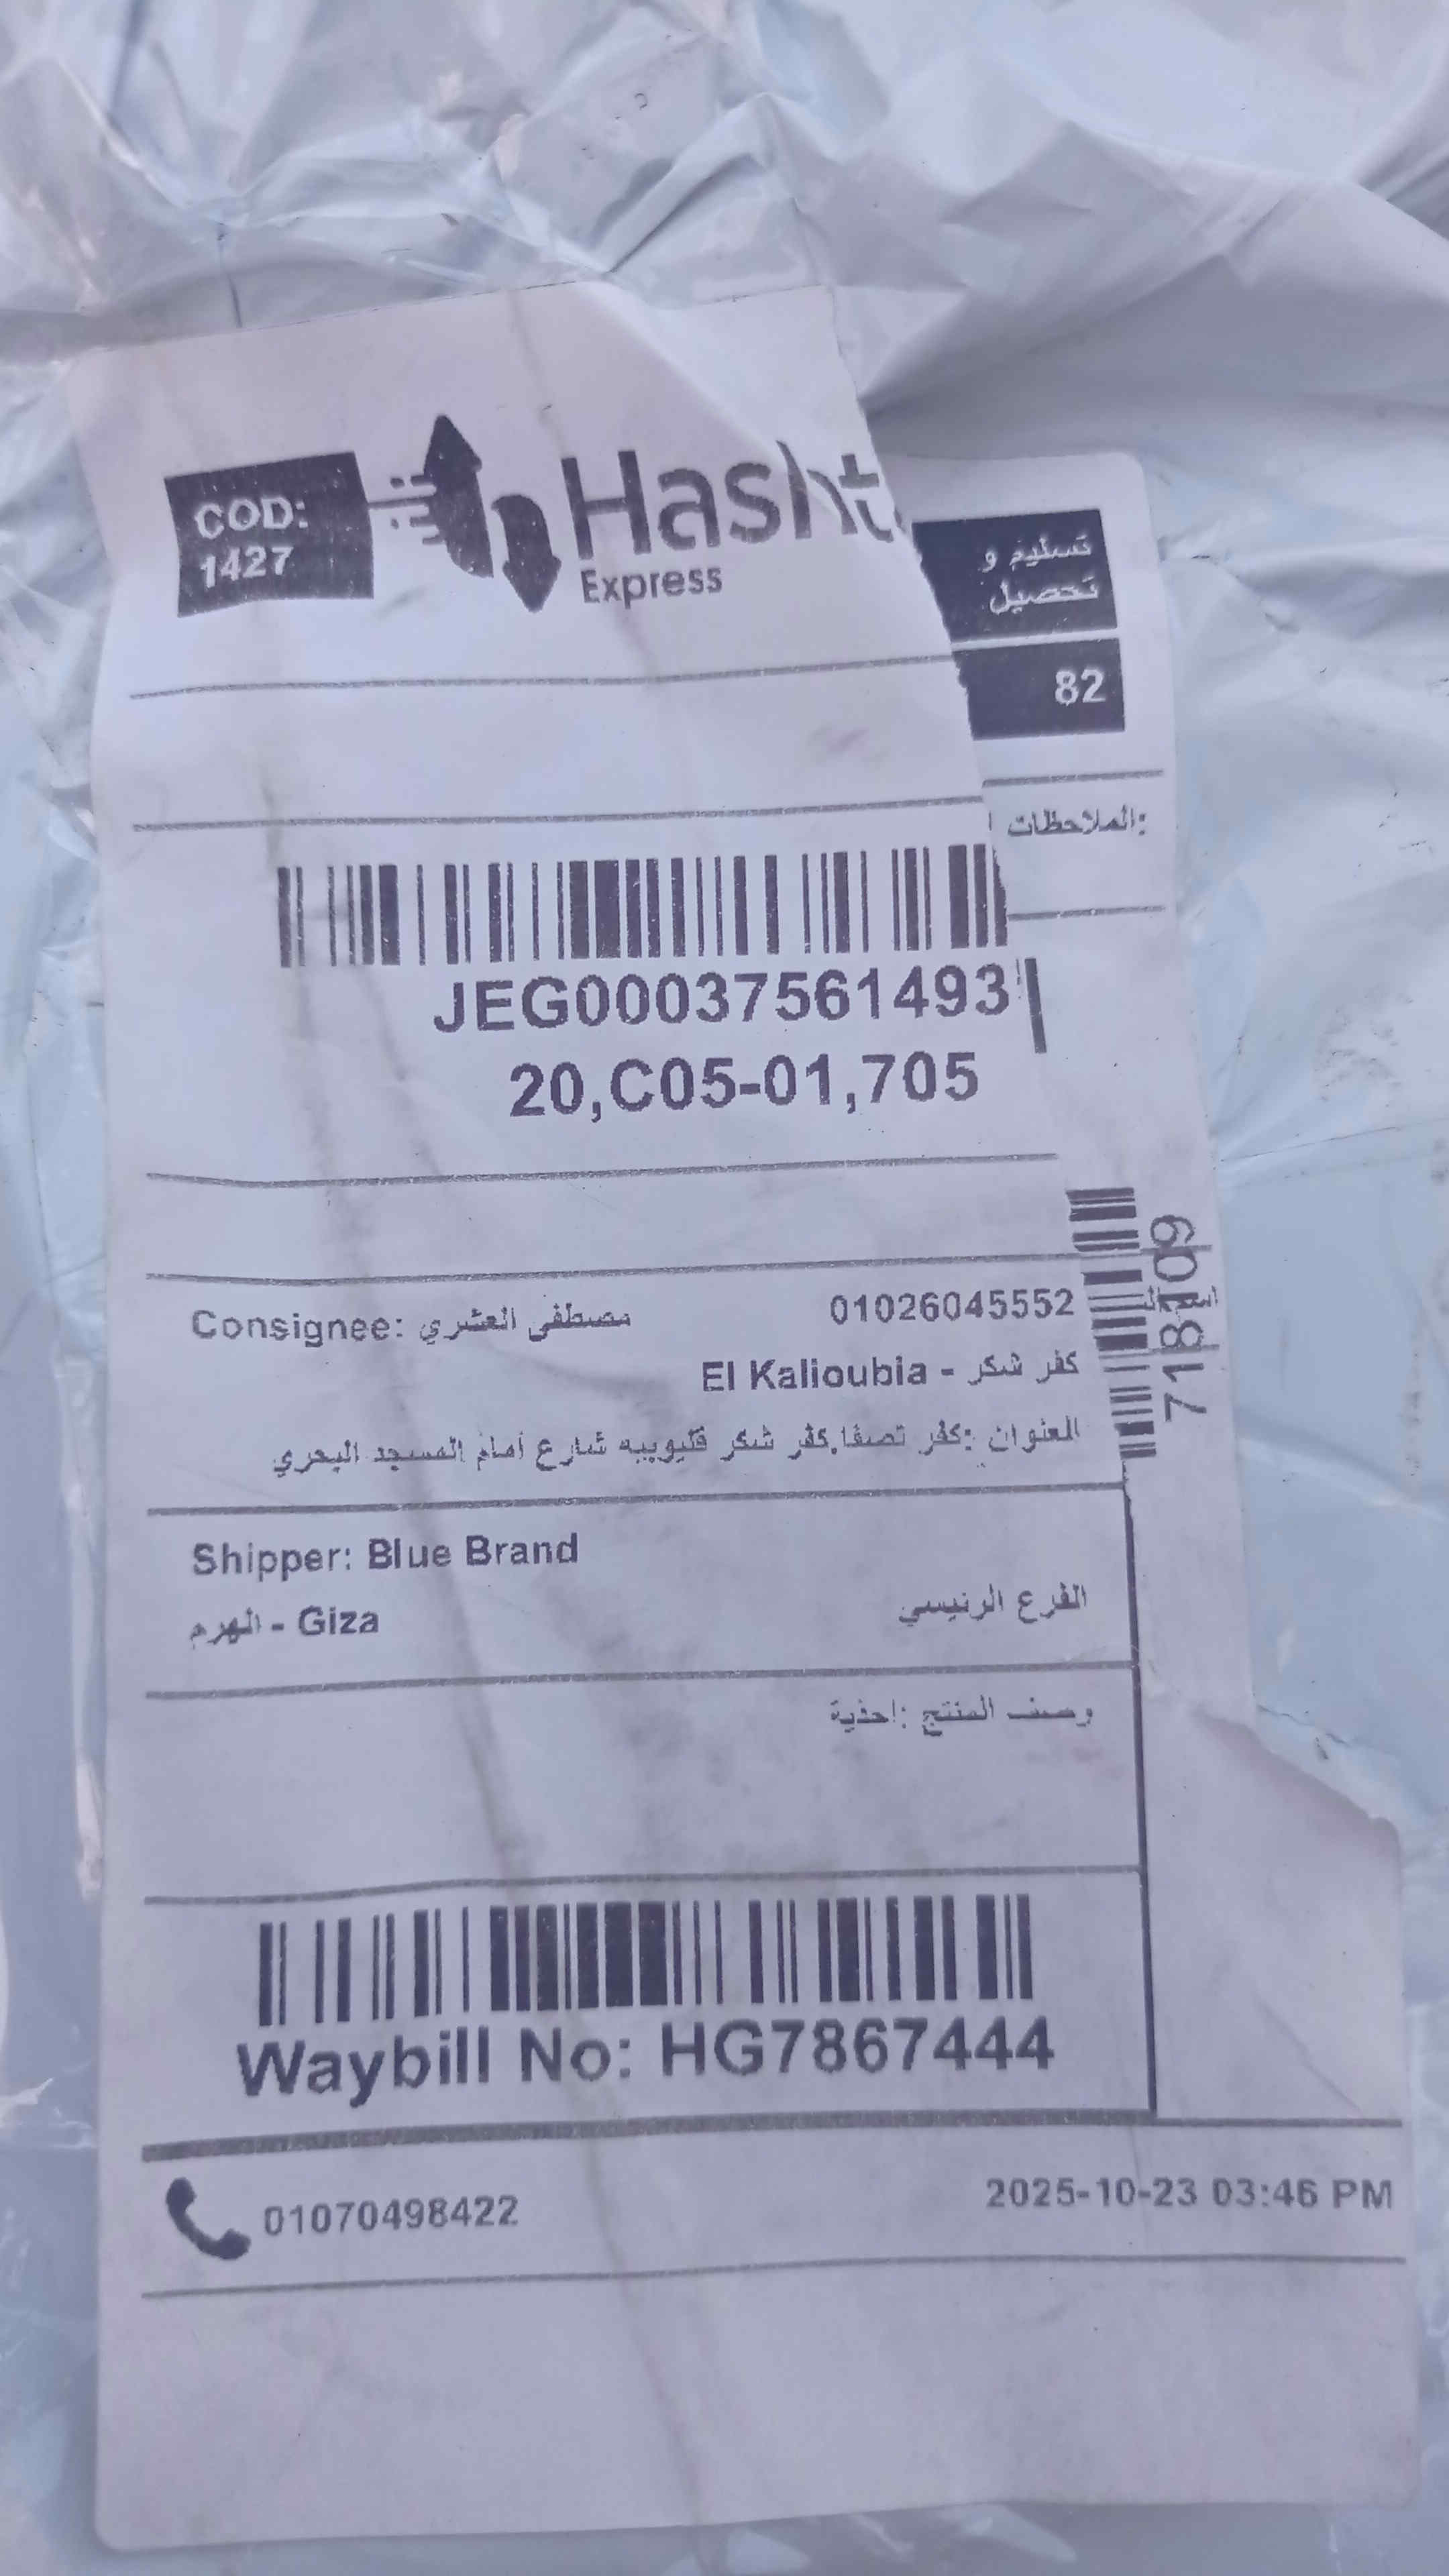 COD:
1427
Hasht
Express
تسليم و
تحصيل
82
الملاحظات:
JEG00037561493
20,C05-01,705
718109
Consignee: مصطفى العشري
01026045552
El Kalioubia - كفر شكر
العنوان :كفر تصفا.كفر شكر قليوبيه شارع أمام المسجد البحري
Shipper: Blue Brand
الفرع الرئيسي
الهرم - Giza
وصف المنتج :احذية
Waybill No: HG7867444
01070498422
2025-10-23 03:46 PM